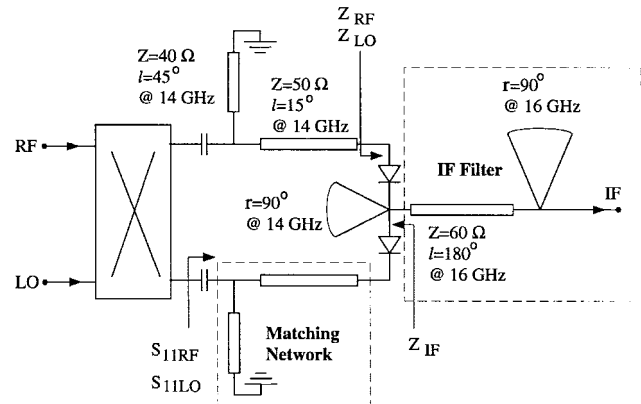 Z RF
Z LO
Z=40 Ω
l=45°
@ 14 GHz
Z=50 Ω
l=15°
@ 14 GHz
r=90°
@ 16 GHz
RF
IF Filter
IF
r=90°
@ 14 GHz
Z=60 Ω
l=180°
@ 16 GHz
LO
S11RF
S11LO
Matching
Network
Z IF